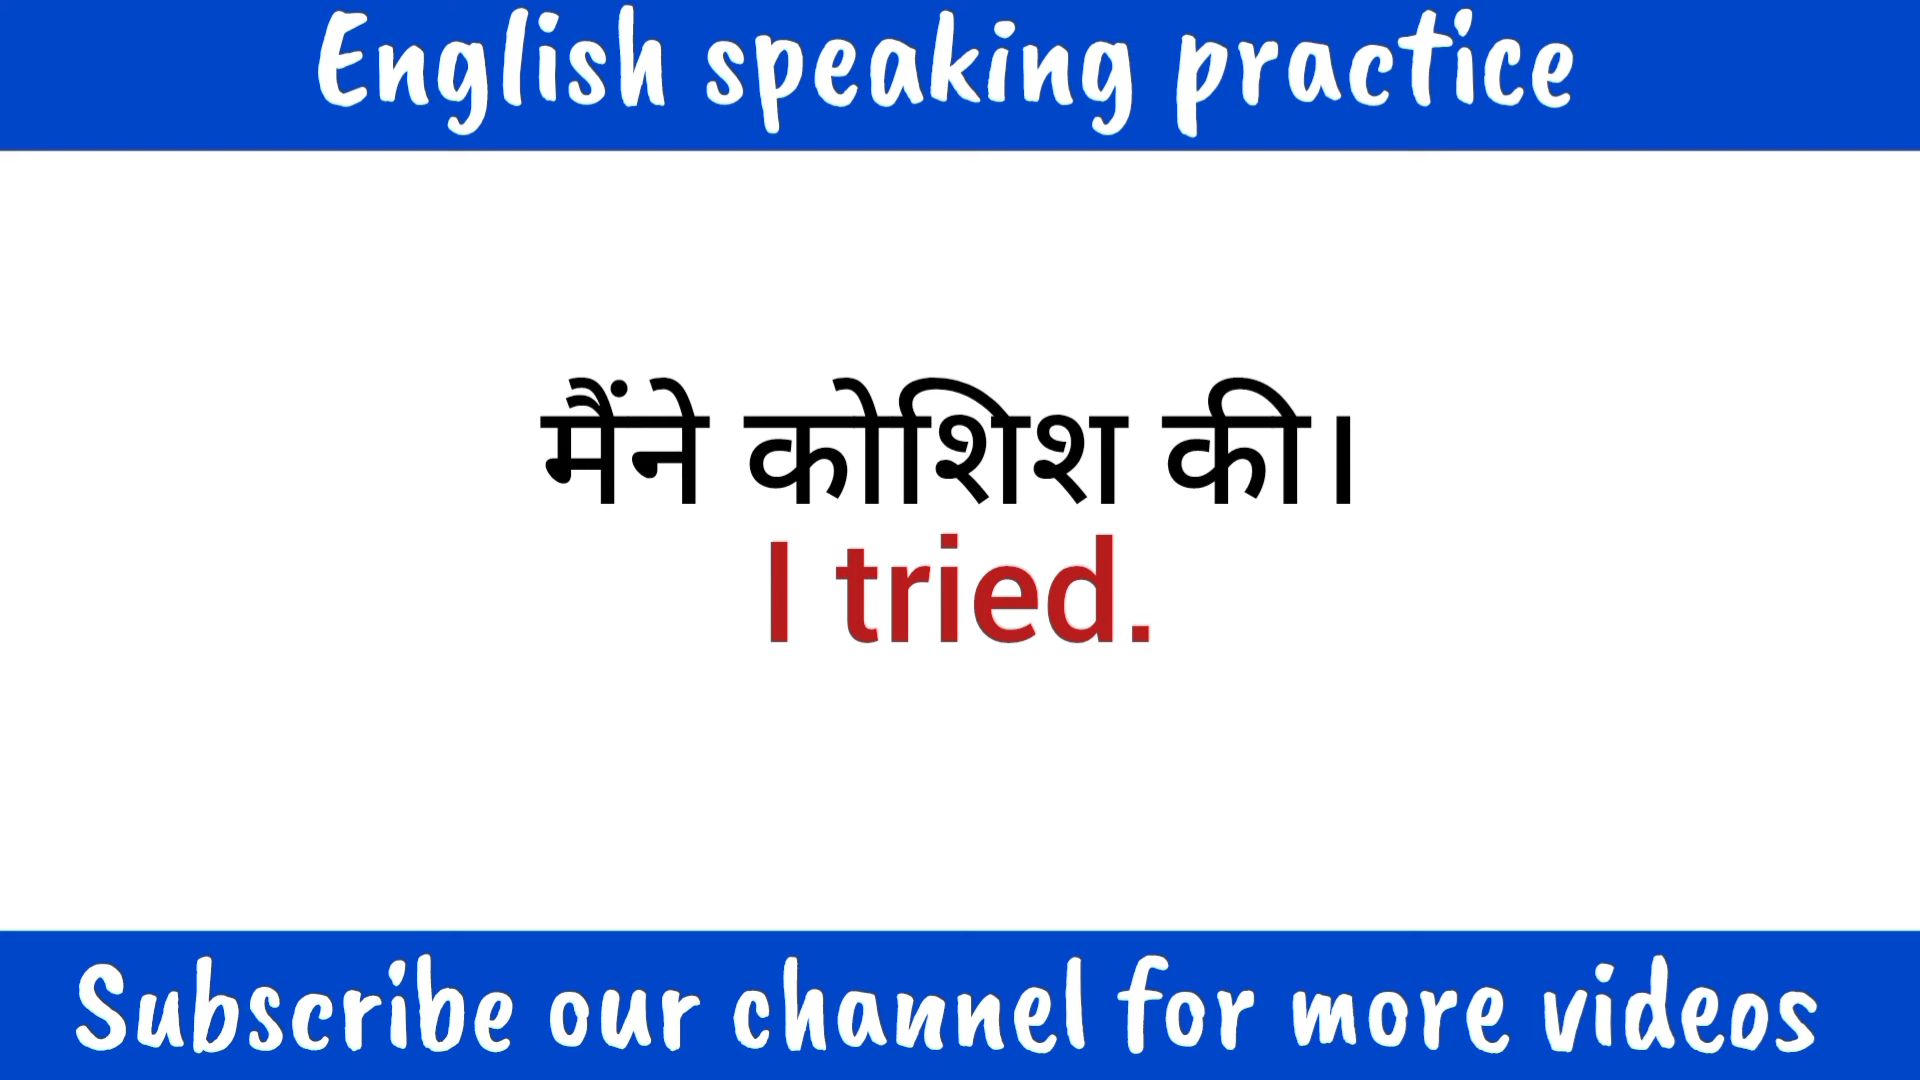 English speaking practice
मैंने कोशिश की।
I tried.
Subscribe our channel for more videos